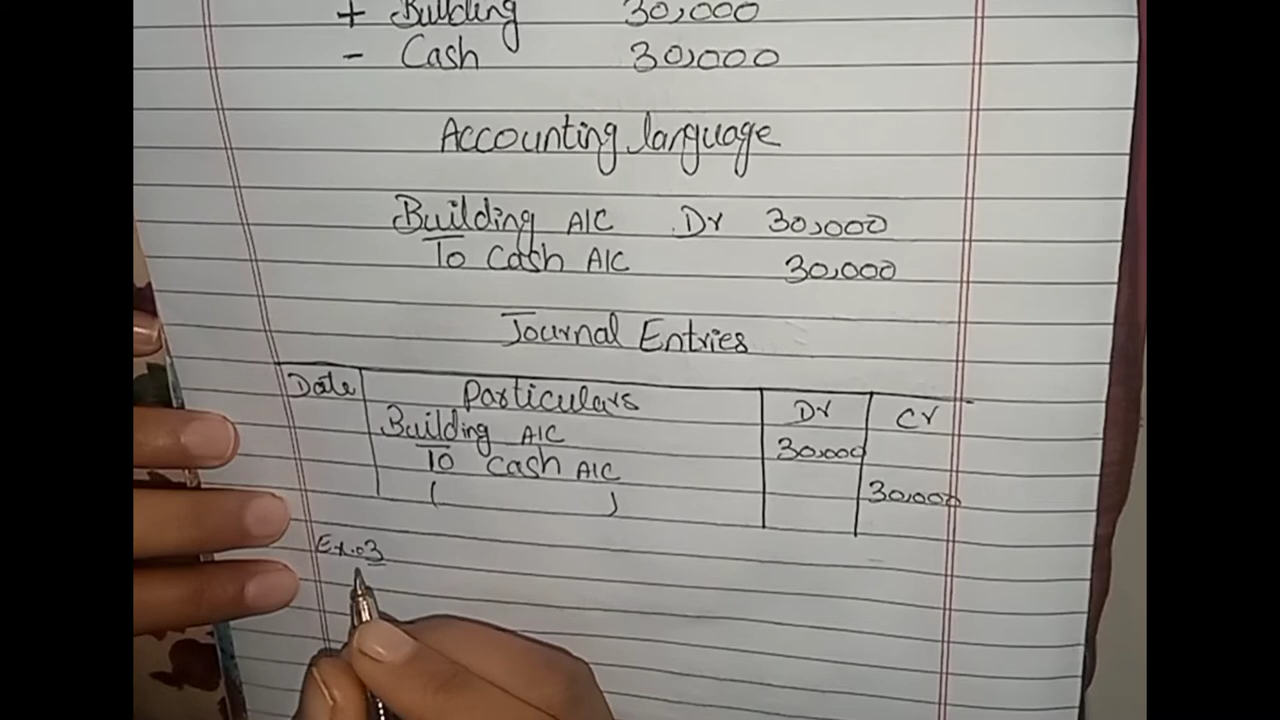 + Building 30,000
- Cash 30,000
Accounting language
Building A/C Dr 30,000
To Cash A/C 30,000
Journal Entries
Date Particulars Dr Cr
Building A/C 30,000
To Cash A/C
( ) 30,000
Ex.03